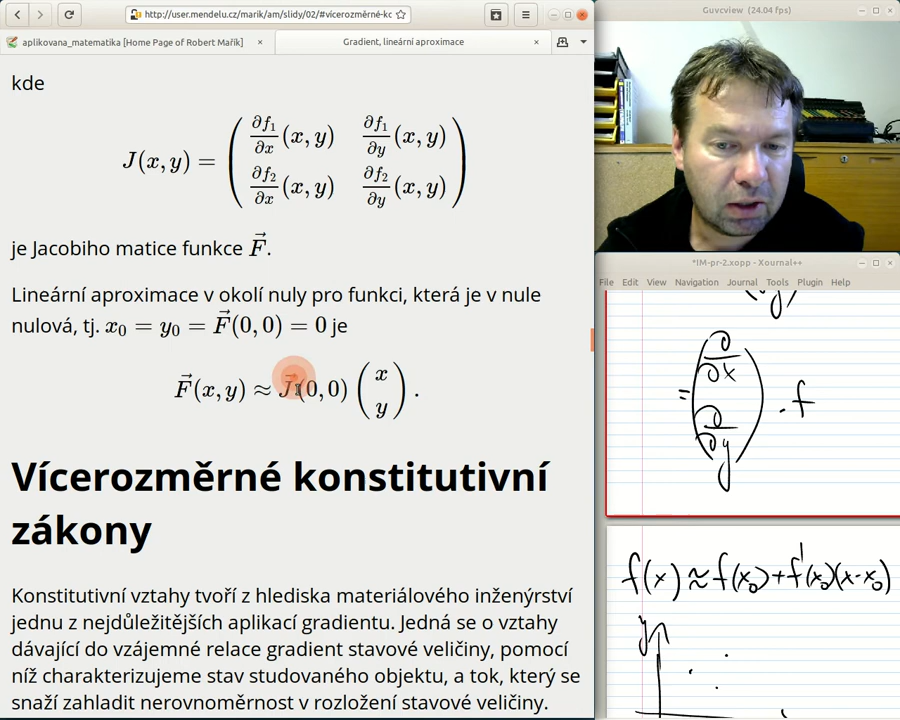 http://user.mendelu.cz/marik/am/slidy/02/#vícerozměrné-kc
Guvcview (24.04 fps)
aplikovana_matematika [Home Page of Robert Mařík] ×
Gradient, lineární aproximace ×
kde
J(x, y) = ( ∂f₁/∂x (x, y) ∂f₁/∂y (x, y)
∂f₂/∂x (x, y) ∂f₂/∂y (x, y) )
je Jacobiho matice funkce F⃗.
Lineární aproximace v okolí nuly pro funkci, která je v nule
nulová, tj. x₀ = y₀ = F⃗(0, 0) = 0 je
F⃗(x, y) ≈ J⃗(0, 0) ( x
y ) .
Vícerozměrné konstitutivní
zákony
Konstitutivní vztahy tvoří z hlediska materiálového inženýrství
jednu z nejdůležitějších aplikací gradientu. Jedná se o vztahy
dávající do vzájemné relace gradient stavové veličiny, pomocí
níž charakterizujeme stav studovaného objektu, a tok, který se
snaží zahladit nerovnoměrnost v rozložení stavové veličiny.
*IM-pr-2.xopp - Xournal++
File Edit View Navigation Journal Tools Plugin Help
= ( ∂/∂x
∂/∂y ) . f
f(x) ≈ f(x₀) + f'(x₀)(x-x₀)
y